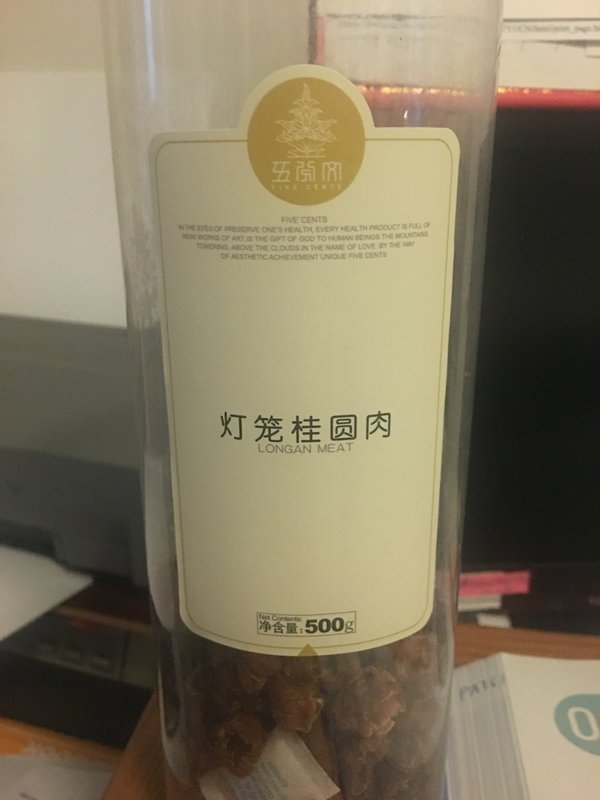 五分文
FIVE CENTS
FIVE CENTS
IN THE EYES OF PRESERVE ONE'S HEALTH, EVERY HEALTH PRODUCT IS FULL OF
REIKI WORKS OF ART IS THE GIFT OF GOD TO HUMAN BEINGS THE MOUNTAINS
TOWERING, ABOVE THE CLOUDS IN THE NAME OF LOVE. BY THE WAY
OF AESTHETIC ACHIEVEMENT UNIQUE FIVE CENTS
灯笼桂圆肉
LONGAN MEAT
Net Contents:
净含量:500g